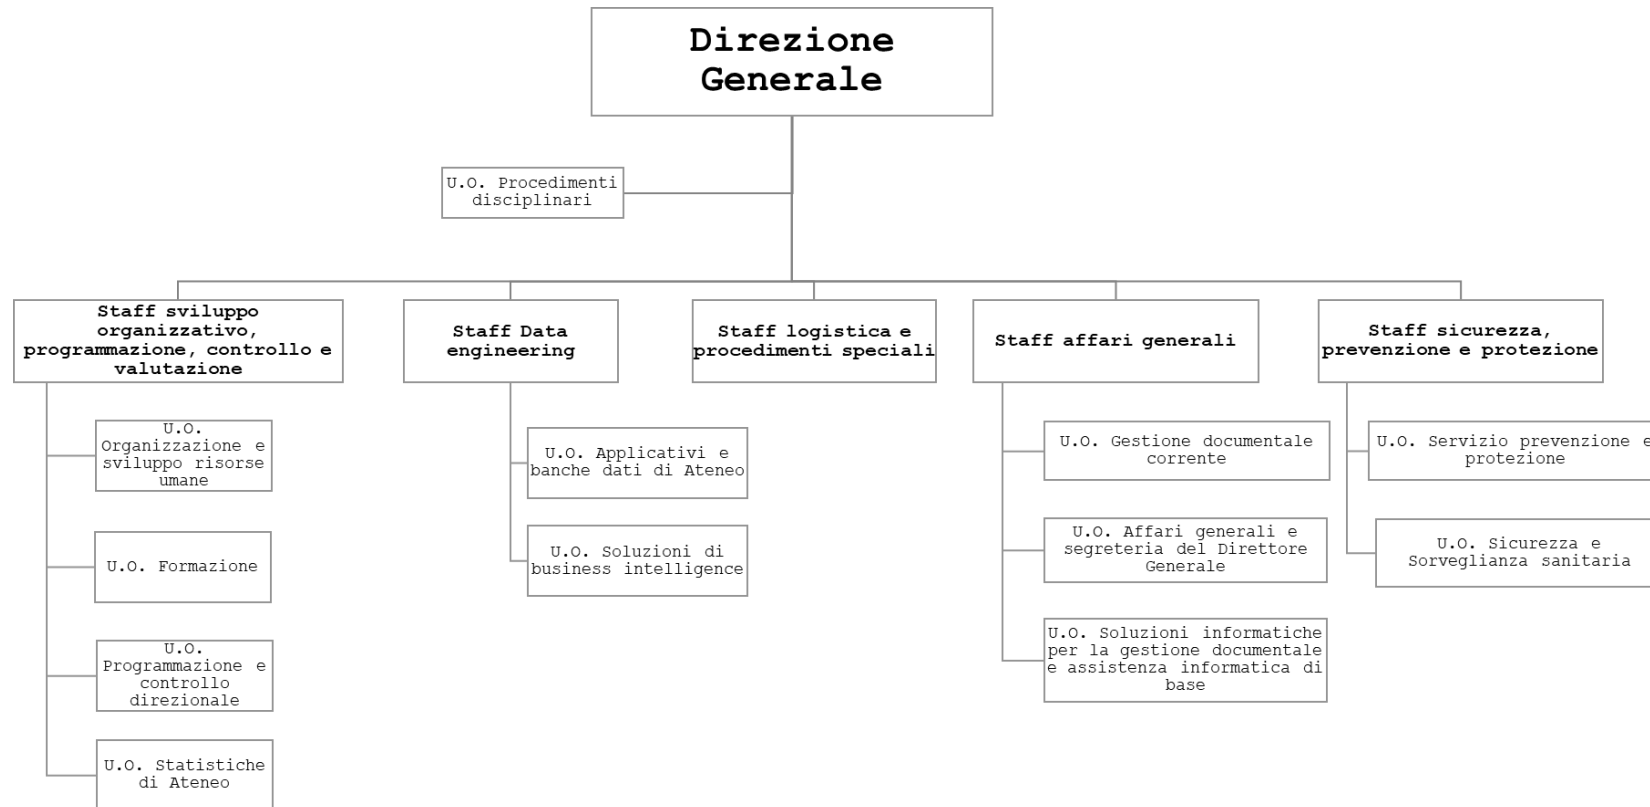 Direzione
Generale
U.O. Procedimenti
disciplinari
Staff sviluppo
organizzativo,
programmazione, controllo e
valutazione
Staff Data
engineering
Staff logistica e
procedimenti speciali
Staff affari generali
Staff sicurezza,
prevenzione e protezione
U.O.
Organizzazione e
sviluppo risorse
umane
U.O. Formazione
U.O.
Programmazione e
controllo
direzionale
U.O. Statistiche
di Ateneo
U.O. Applicativi e
banche dati di Ateneo
U.O. Soluzioni di
business intelligence
U.O. Gestione documentale
corrente
U.O. Affari generali e
segreteria del Direttore
Generale
U.O. Soluzioni informatiche
per la gestione documentale
e assistenza informatica di
base
U.O. Servizio prevenzione e
protezione
U.O. Sicurezza e
Sorveglianza sanitaria